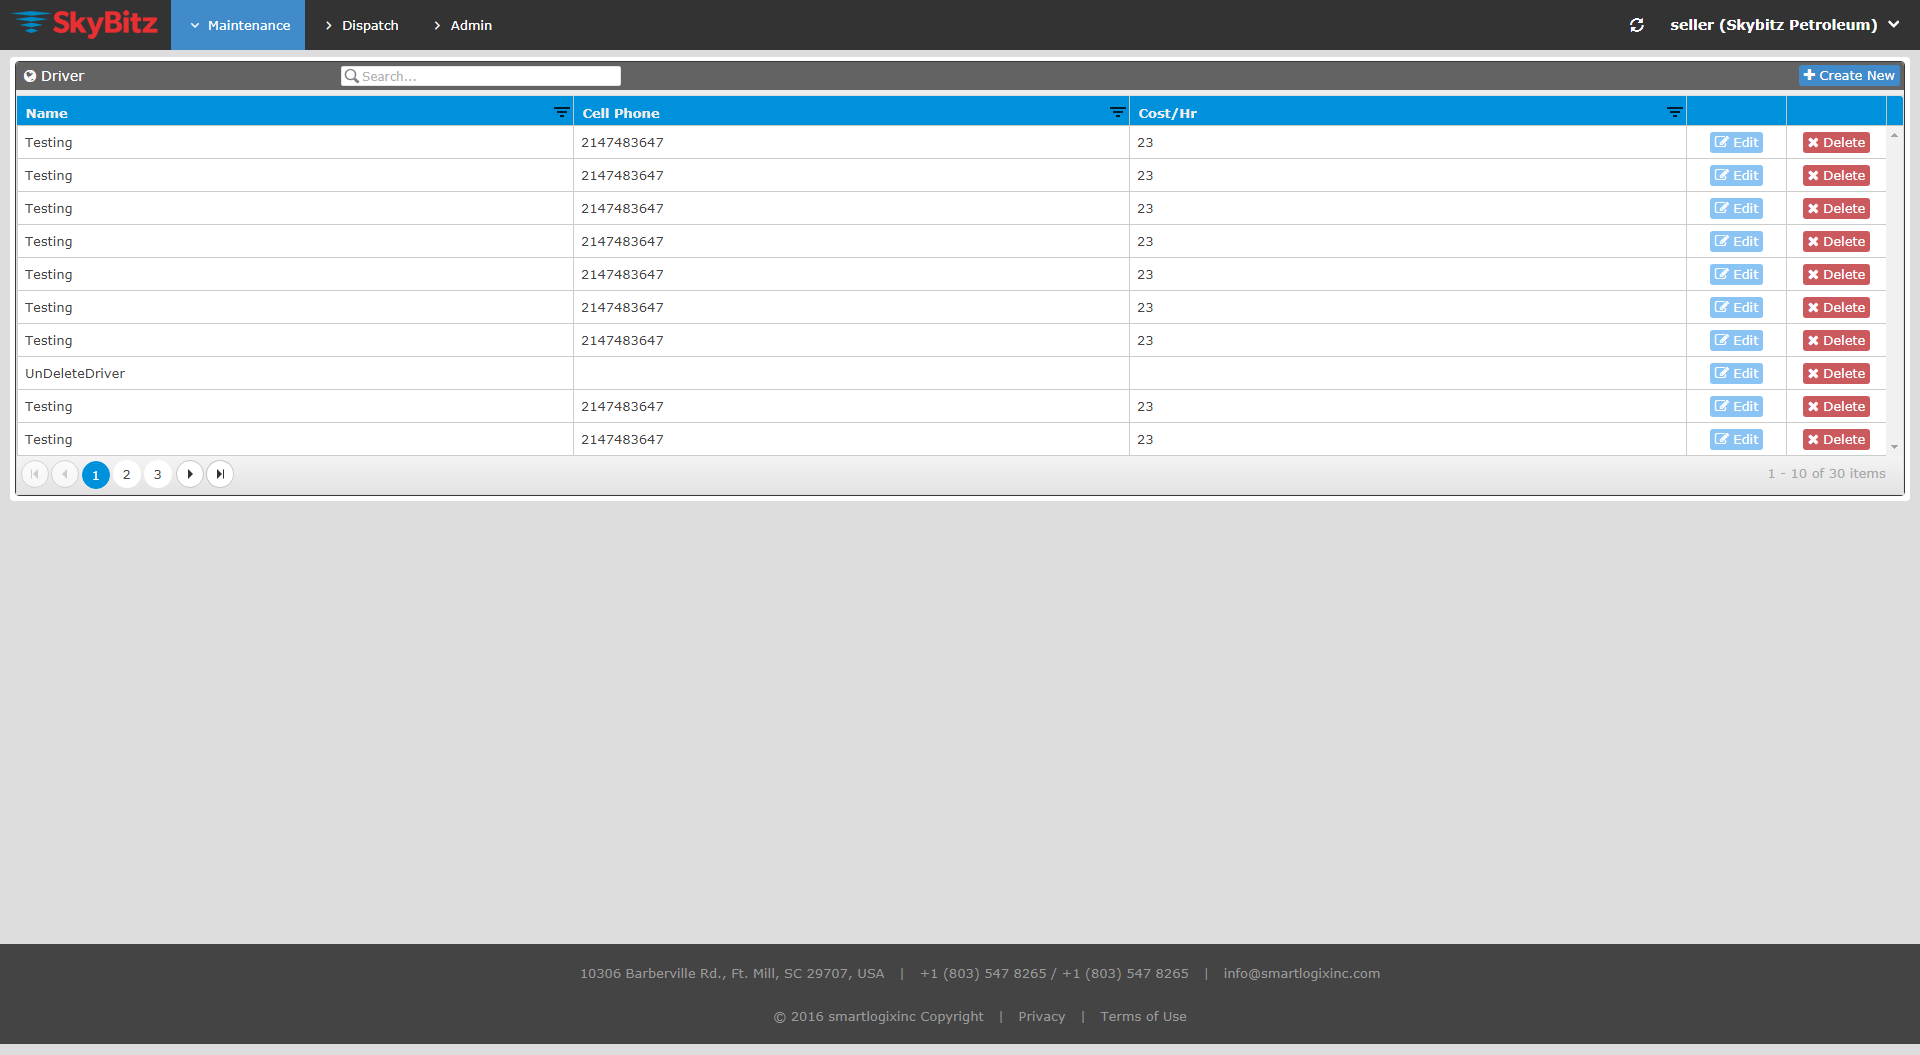 SkyBitz Maintenance Dispatch Admin seller (Skybitz Petroleum)
Driver Search... Create New
Name Cell Phone Cost/Hr
Testing 2147483647 23 Edit Delete
Testing 2147483647 23 Edit Delete
Testing 2147483647 23 Edit Delete
Testing 2147483647 23 Edit Delete
Testing 2147483647 23 Edit Delete
Testing 2147483647 23 Edit Delete
Testing 2147483647 23 Edit Delete
UnDeleteDriver Edit Delete
Testing 2147483647 23 Edit Delete
Testing 2147483647 23 Edit Delete
1 2 3 1 - 10 of 30 items
10306 Barberville Rd., Ft. Mill, SC 29707, USA | +1 (803) 547 8265 / +1 (803) 547 8265 | info@smartlogixinc.com
© 2016 smartlogixinc Copyright | Privacy | Terms of Use